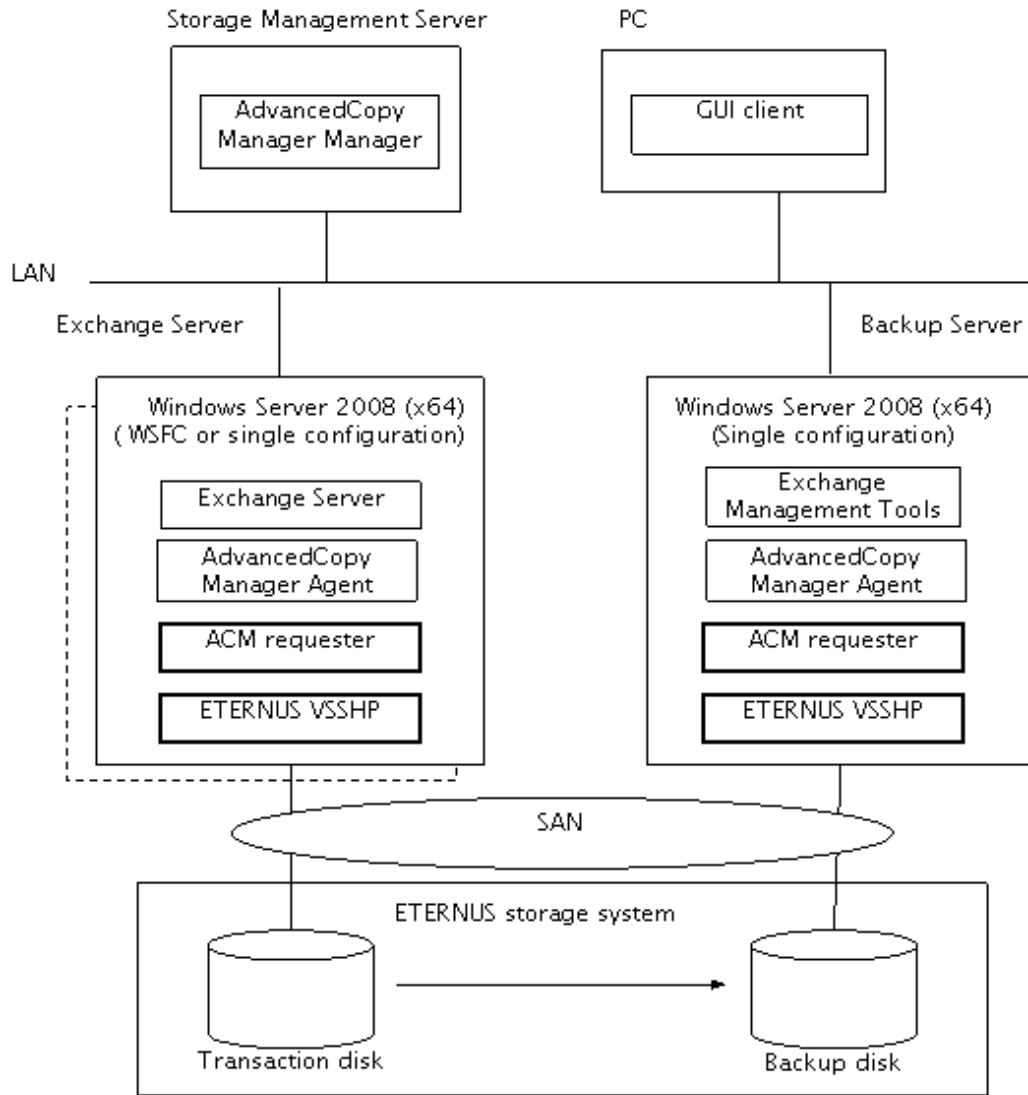 Storage Management Server
PC
AdvancedCopy
Manager Manager
GUI client
LAN
Exchange Server
Backup Server
Windows Server 2008 (x64)
( WSFC or single configuration)
Exchange Server
AdvancedCopy
Manager Agent
ACM requester
ETERNUS VSSHP
Windows Server 2008 (x64)
(Single configuration)
Exchange
Management Tools
AdvancedCopy
Manager Agent
ACM requester
ETERNUS VSSHP
SAN
ETERNUS storage system
Transaction disk
Backup disk